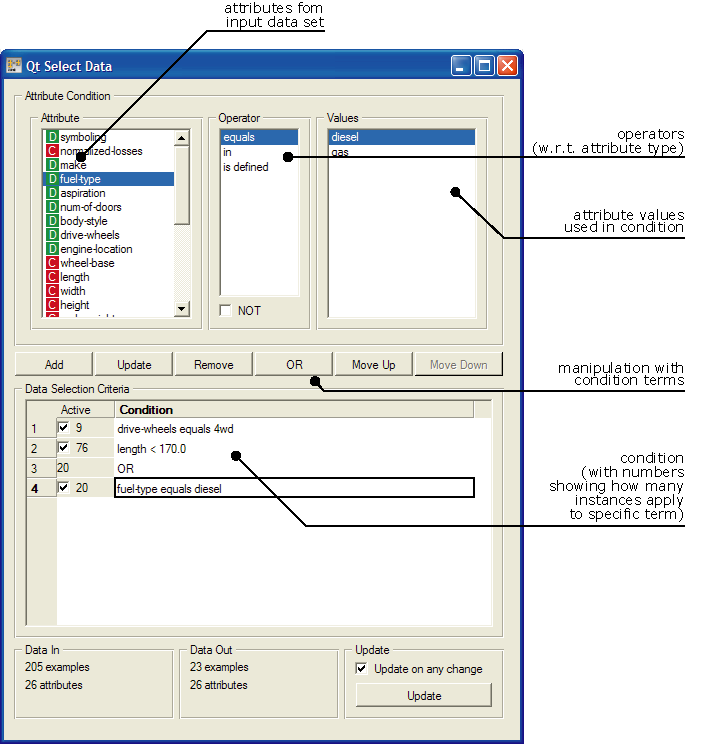 attributes fom
input data set
Qt Select Data
Attribute Condition
Attribute
D symboling
C normalized-losses
D make
D fuel-type
D aspiration
D num-of-doors
D body-style
D drive-wheels
D engine-location
C wheel-base
C length
C width
C height
Operator
equals
in
is defined
NOT
Values
diesel
gas
operators
(w.r.t. attribute type)
attribute values
used in condition
Add Update Remove OR Move Up Move Down
manipulation with
condition terms
Data Selection Criteria
Active Condition
1 9 drive-wheels equals 4wd
2 76 length < 170.0
3 20 OR
4 20 fuel-type equals diesel
condition
(with numbers
showing how many
instances apply
to specific term)
Data In
205 examples
26 attributes
Data Out
23 examples
26 attributes
Update
Update on any change
Update